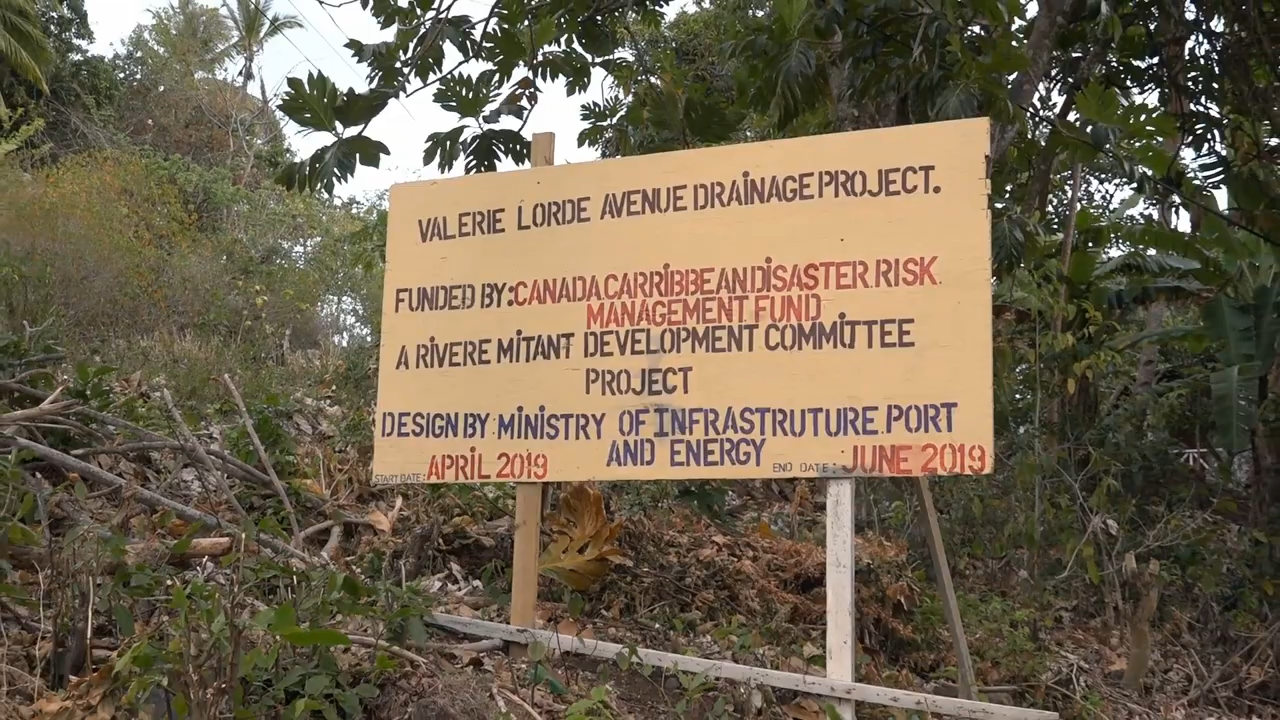 VALERIE LORDE AVENUE DRAINAGE PROJECT.
FUNDED BY: CANADA CARRIBBEAN DISASTER RISK
MANAGEMENT FUND
A RIVERE MITANT DEVELOPMENT COMMITTEE
PROJECT
DESIGN BY: MINISTRY OF INFRASTRUTURE PORT
AND ENERGY
START DATE: APRIL 2019 END DATE: JUNE 2019